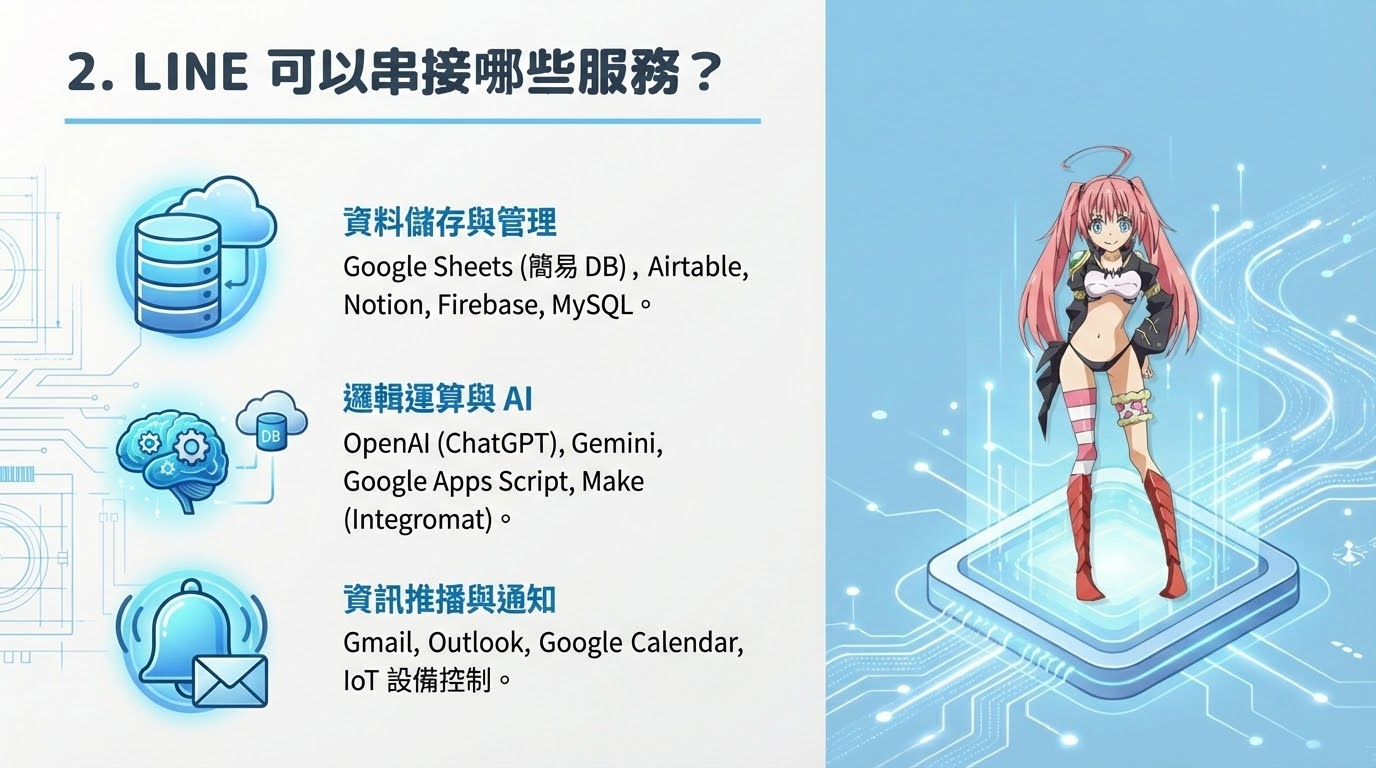 2. LINE 可以串接哪些服務？
資料儲存與管理
Google Sheets (簡易 DB) , Airtable,
Notion, Firebase, MySQL。
DB
邏輯運算與 AI
OpenAI (ChatGPT), Gemini,
Google Apps Script, Make
(Integromat)。
資訊推播與通知
Gmail, Outlook, Google Calendar,
IoT 設備控制。